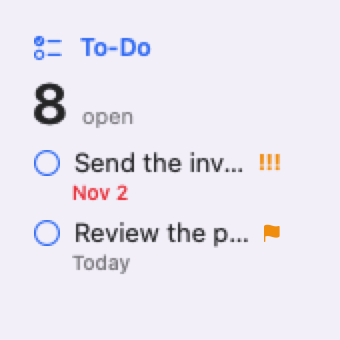 To-Do
8 open
Send the inv... !!!
Nov 2
Review the p...
Today